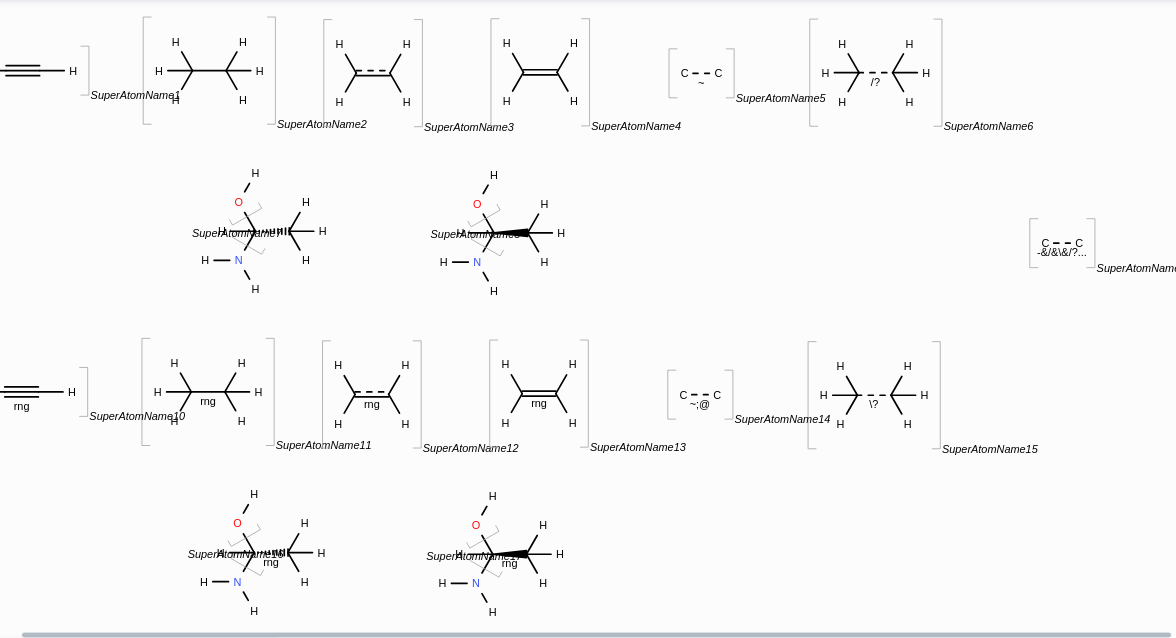 H
SuperAtomName1
H H
H H
H H
SuperAtomName2
H H
H H
SuperAtomName3
H H
H H
SuperAtomName4
C C
~
SuperAtomName5
H H
H H
/?
H H
SuperAtomName6
H
O
H
H H
SuperAtomName7
H N
H
H
H
O
H
H H
SuperAtomName8
H N
H
H
C C
-&/&\&/?...
SuperAtomName
H
rng
SuperAtomName10
H H
H H
rng
H H
SuperAtomName11
H H
rng
H H
SuperAtomName12
H H
rng
H H
SuperAtomName13
C C
~;@
SuperAtomName14
H H
H H
\?
H H
SuperAtomName15
H
O
H
H H
SuperAtomName16
rng
H N
H
H
H
O
H
H H
SuperAtomName17
rng
H N
H
H